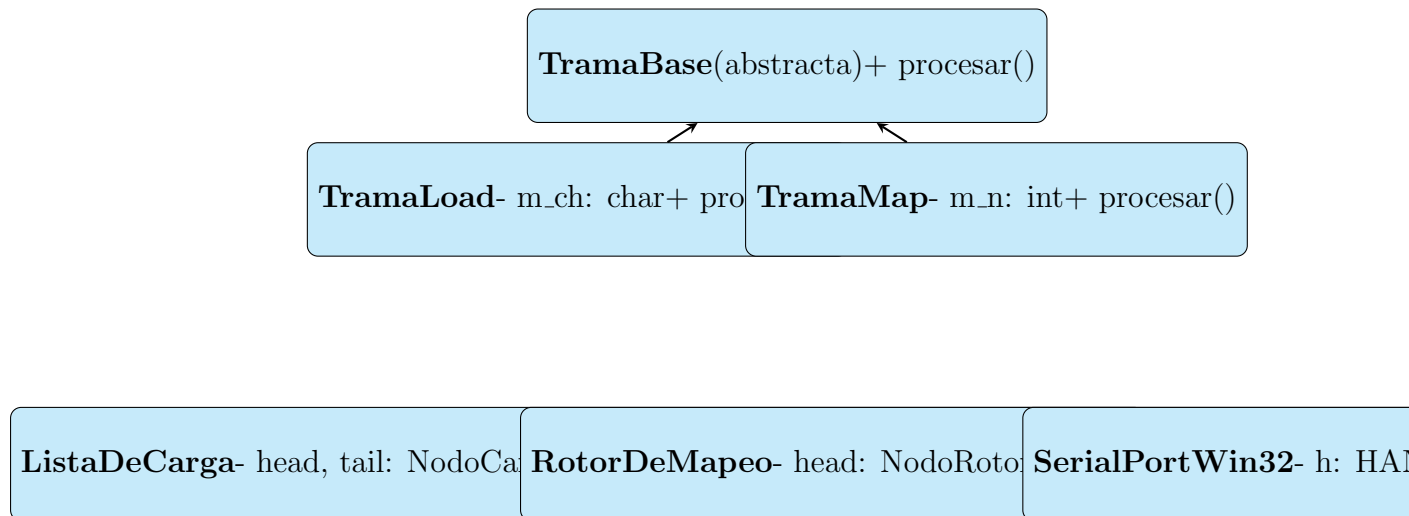 TramaBase(abstracta)+ procesar()
TramaLoad- m_ch: char+ pro
TramaMap- m_n: int+ procesar()
ListaDeCarga- head, tail: NodoCa
RotorDeMapeo- head: NodoRoto
SerialPortWin32- h: HAN